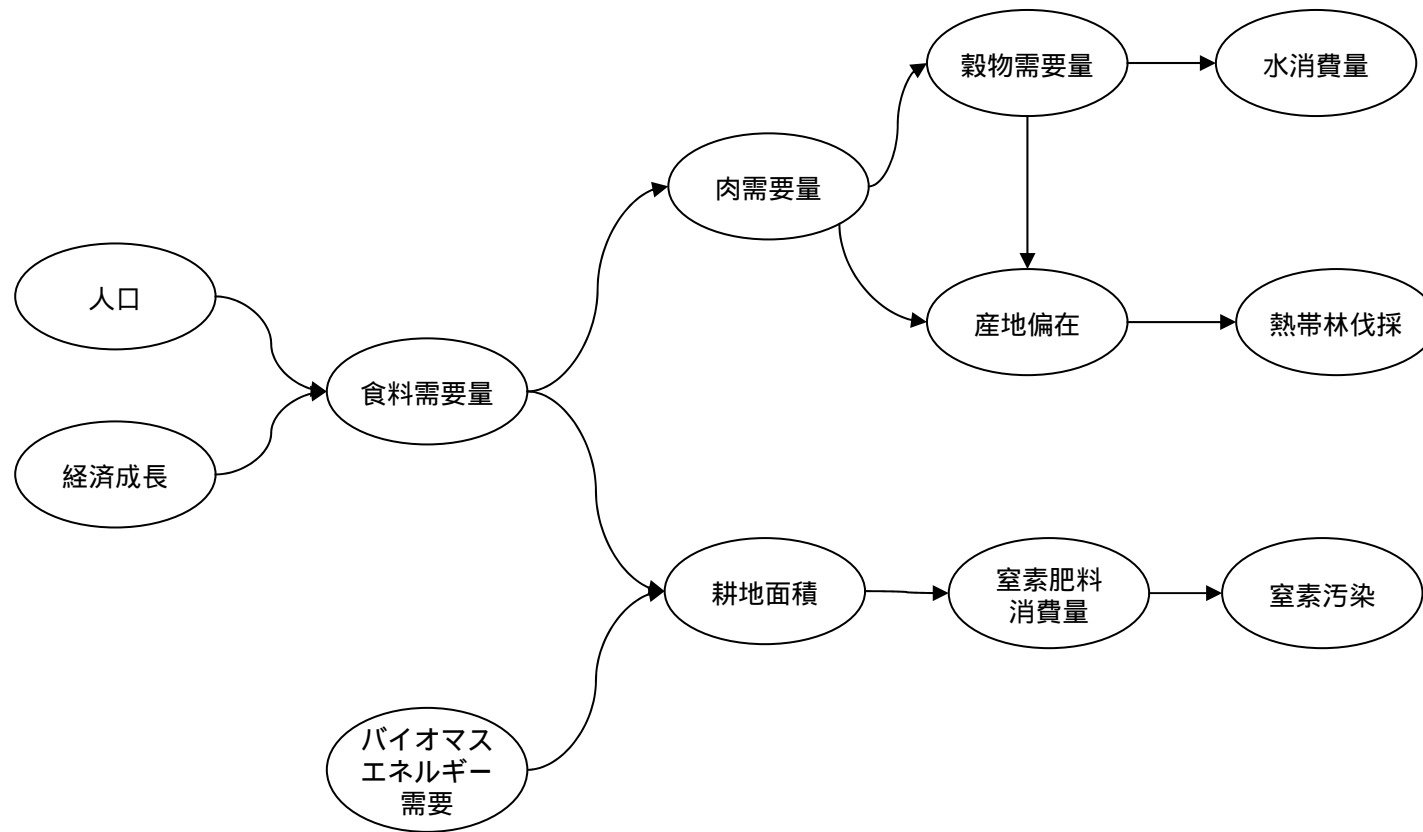 穀物需要量
水消費量
肉需要量
人口
産地偏在
熱帯林伐採
食料需要量
経済成長
耕地面積
窒素肥料
消費量
窒素汚染
バイオマス
エネルギー
需要